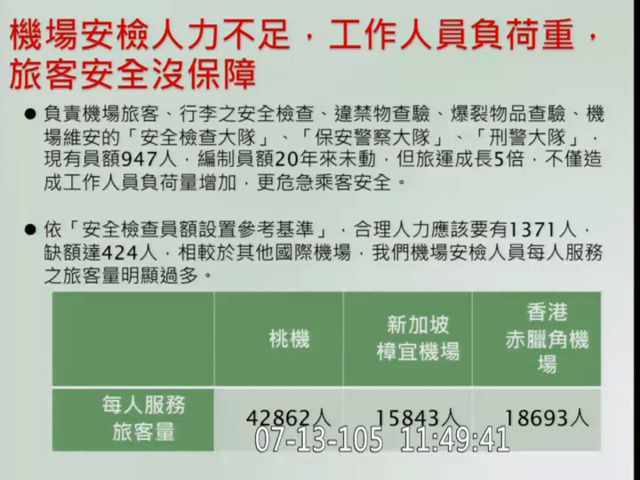 機場安檢人力不足，工作人員負荷重，
旅客安全沒保障
●負責機場旅客、行李之安全檢查、違禁物查驗、爆裂物品查驗、機
場維安的「安全檢查大隊」、「保安警察大隊」、「刑警大隊」，
現有員額947人，編制員額20年來未動，但旅運成長5倍，不僅造
成工作人員負荷量增加，更危急乘客安全。
●依「安全檢查員額設置參考基準」，合理人力應該要有1371人，
缺額達424人，相較於其他國際機場，我們機場安檢人員每人服務
之旅客量明顯過多。
桃機
新加坡
樟宜機場
香港
赤臘角機
場
每人服務
旅客量
42862人
15843人
18693人
07-13-105 11:49:41